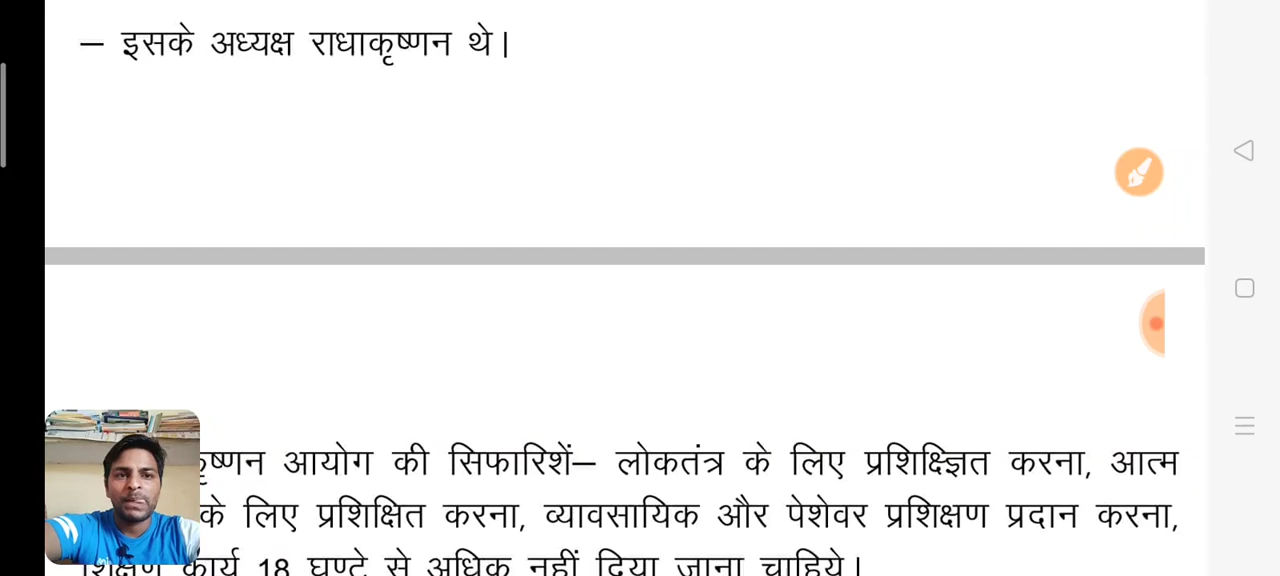 — इसके अध्यक्ष राधाकृष्णन थे।
कृष्णन आयोग की सिफारिशें— लोकतंत्र के लिए प्रशिक्ष्ज्ञित करना, आत्म
के लिए प्रशिक्षित करना, व्यावसायिक और पेशेवर प्रशिक्षण प्रदान करना,
शिक्षण कार्य 18 घण्टे से अधिक नहीं दिया जाना चाहिये।